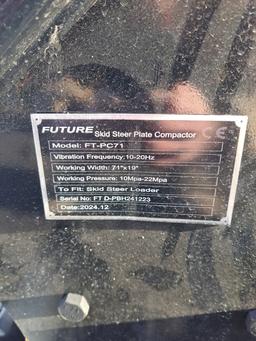 FUTURE Skid Steer Plate Compactor CE
Model: FT-PC71
Vibration Frequency:10-20Hz
Working Width: 71"x19"
Working Pressure: 10Mpa-22Mpa
To Fit: Skid Steer Loader
Serial No: FT D-PBH241223
Date:2024.12